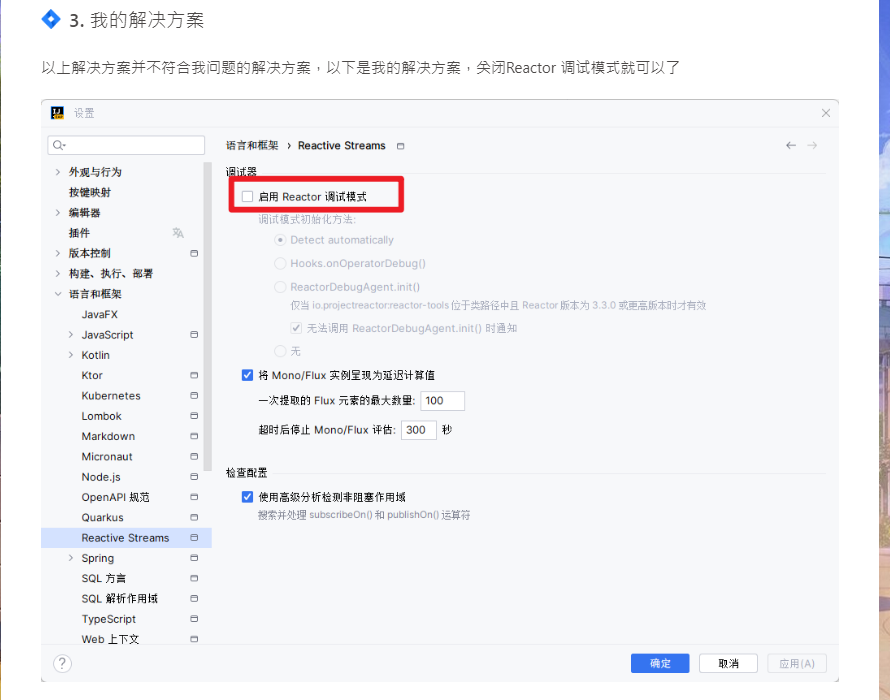 3. 我的解决方案
以上解决方案并不符合我问题的解决方案，以下是我的解决方案，关闭Reactor 调试模式就可以了
设置
语言和框架 › Reactive Streams
外观与行为
按键映射
编辑器
插件
版本控制
构建、执行、部署
语言和框架
JavaFX
JavaScript
Kotlin
Ktor
Kubernetes
Lombok
Markdown
Micronaut
Node.js
OpenAPI 规范
Quarkus
Reactive Streams
Spring
SQL 方言
SQL 解析作用域
TypeScript
Web 上下文
调试器
启用 Reactor 调试模式
调试模式初始化方法:
Detect automatically
Hooks.onOperatorDebug()
ReactorDebugAgent.init()
仅当 io.projectreactor:reactor-tools 位于类路径中且 Reactor 版本为 3.3.0 或更高版本时才有效
无法调用 ReactorDebugAgent.init() 时通知
无
将 Mono/Flux 实例呈现为延迟计算值
一次提取的 Flux 元素的最大数量: 100
超时后停止 Mono/Flux 评估: 300 秒
检查配置
使用高级分析检测非阻塞作用域
搜索并处理 subscribeOn() 和 publishOn() 运算符
?
确定 取消 应用(A)